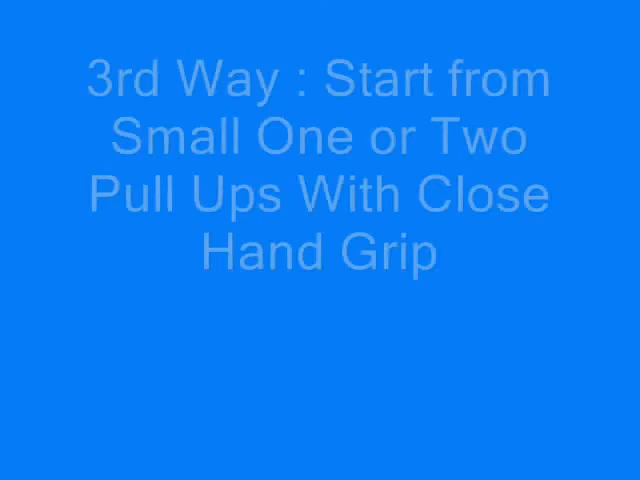 3rd Way : Start from
Small One or Two
Pull Ups With Close
Hand Grip